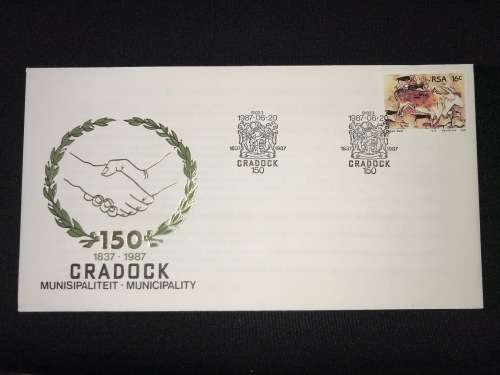 150
1837 · 1987
CRADOCK
MUNISIPALITEIT · MUNICIPALITY
1987-06-20
1837 1987
CRADOCK
150
1987-06-20
1837 1987
CRADOCK
150
RSA 16c